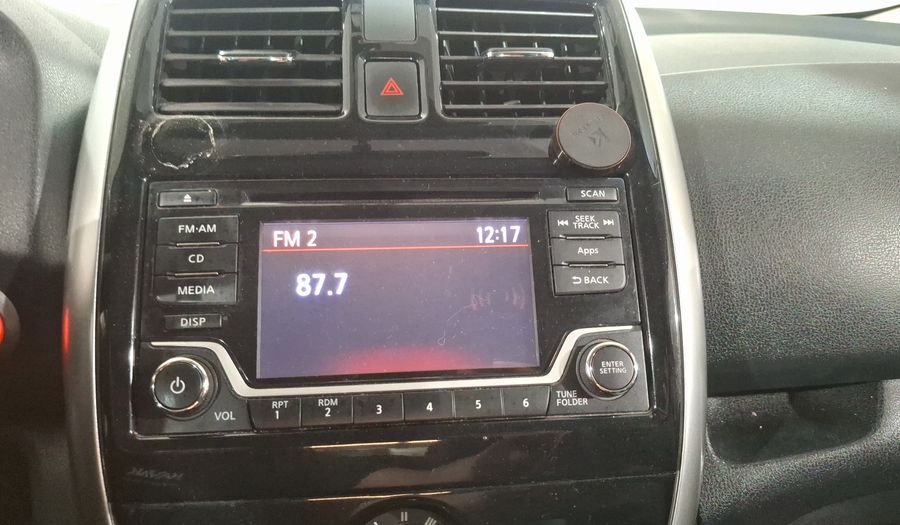 SCAN
FM·AM
SEEK
TRACK
CD
Apps
MEDIA
BACK
DISP
FM 2 12:17
87.7
ENTER
SETTING
VOL
RPT
1
RDM
2
3
4
5
6
TUNE
FOLDER